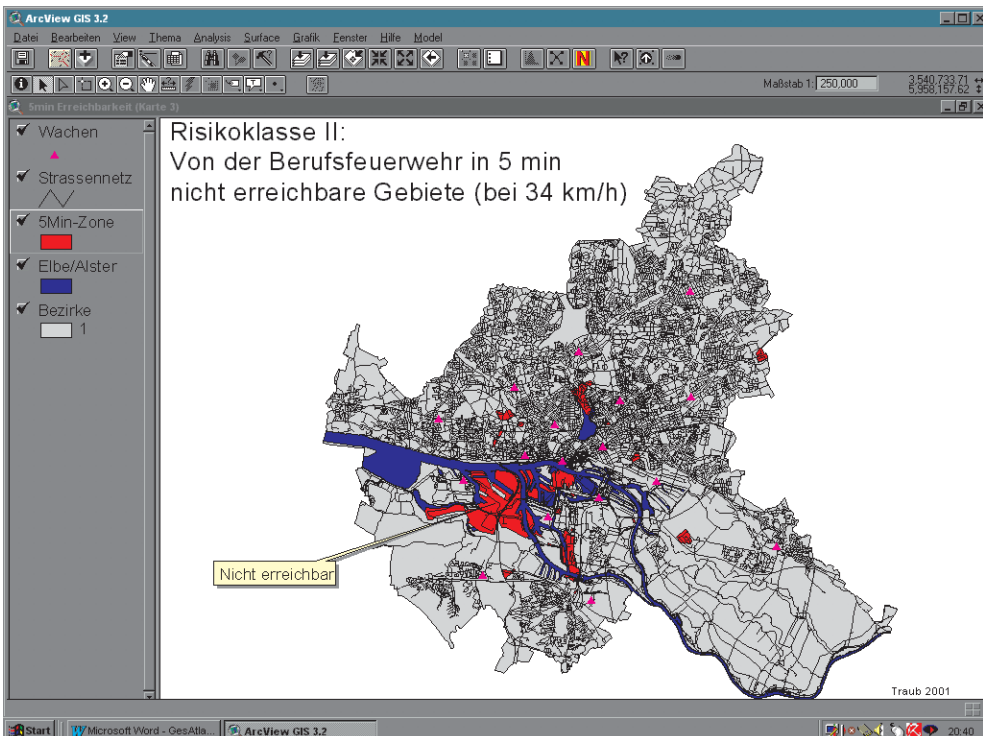 ArcView GIS 3.2
Datei Bearbeiten View Thema Analysis Surface Grafik Fenster Hilfe Model
Maßstab 1: 250,000
3,540,733.71
5,958,157.62
5min Erreichbarkeit (Karte 3)
Wachen
Strassennetz
5Min-Zone
Elbe/Alster
Bezirke
1
Risikoklasse II:
Von der Berufsfeuerwehr in 5 min
nicht erreichbare Gebiete (bei 34 km/h)
Nicht erreichbar
Traub 2001
Start
Microsoft Word - GesAtla...
ArcView GIS 3.2
20:40